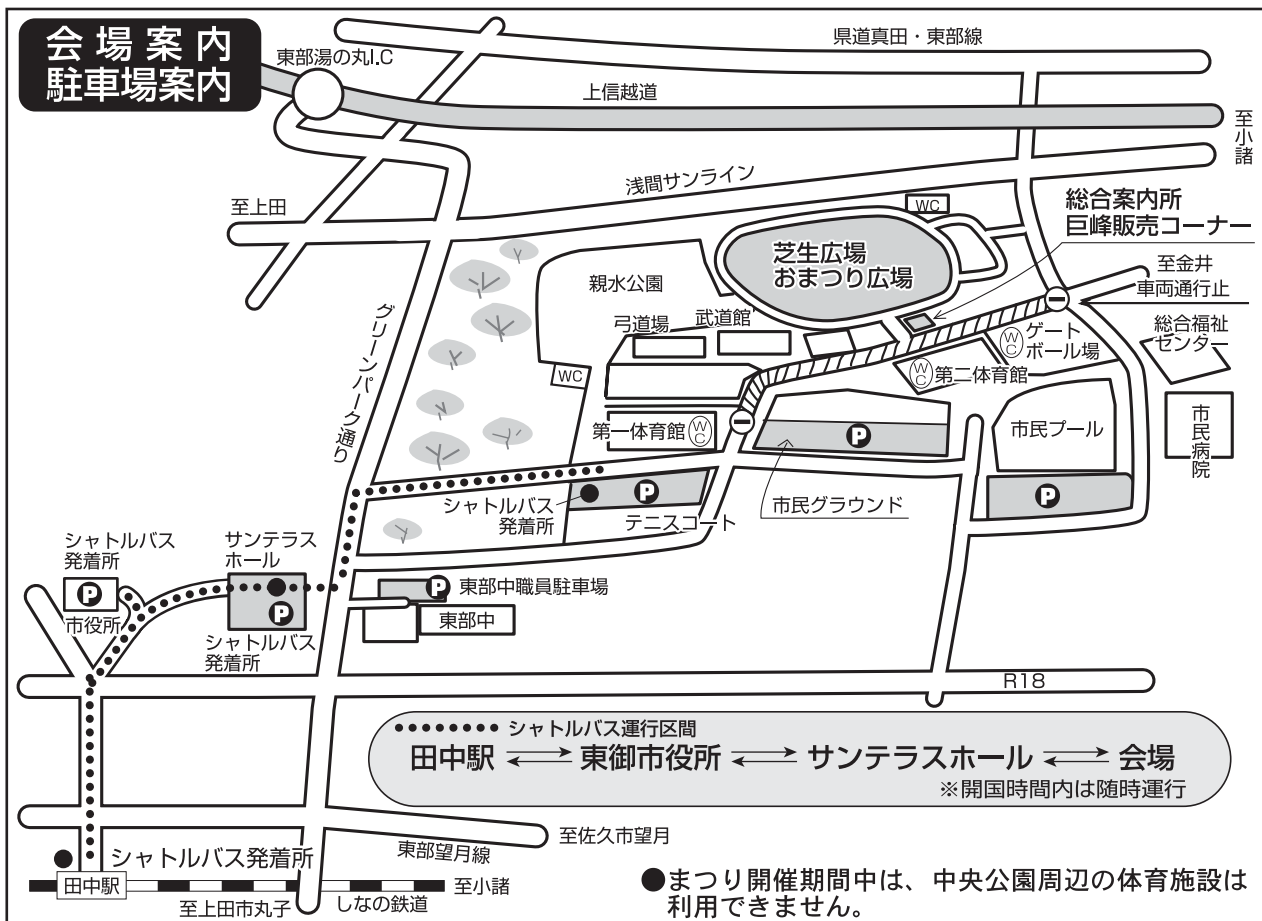 会場案内
駐車場案内
東部湯の丸I.C
県道真田・東部線
上信越道
至小諸
浅間サンライン
至上田
WC
総合案内所
巨峰販売コーナー
芝生広場
おまつり広場
至金井
車両通行止
親水公園
弓道場
武道館
WC
ゲート
ボール場
総合福祉
センター
WC
第二体育館
WC
グリーンパーク通り
第一体育館
WC
P
市民プール
市民病院
シャトルバス
発着所
P
テニスコート
市民グラウンド
P
シャトルバス
発着所
サンテラス
ホール
P
市役所
P
シャトルバス
発着所
P
東部中職員駐車場
東部中
R18
シャトルバス運行区間
田中駅 東御市役所 サンテラスホール 会場
※開国時間内は随時運行
至佐久市望月
東部望月線
シャトルバス発着所
田中駅
至小諸
至上田市丸子
しなの鉄道
●まつり開催期間中は、中央公園周辺の体育施設は
利用できません。